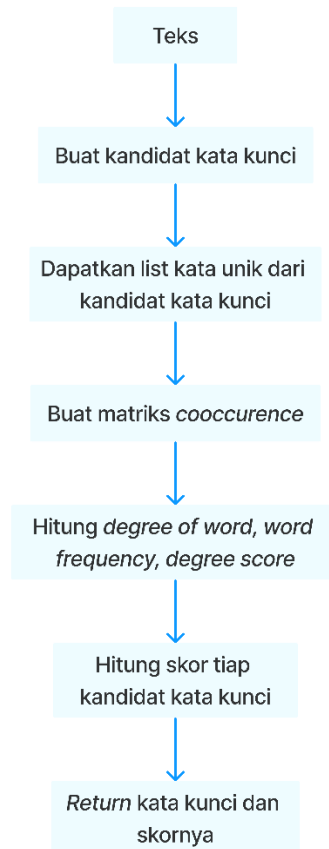 Teks
Buat kandidat kata kunci
Dapatkan list kata unik dari
kandidat kata kunci
Buat matriks cooccurence
Hitung degree of word, word
frequency, degree score
Hitung skor tiap
kandidat kata kunci
Return kata kunci dan
skornya